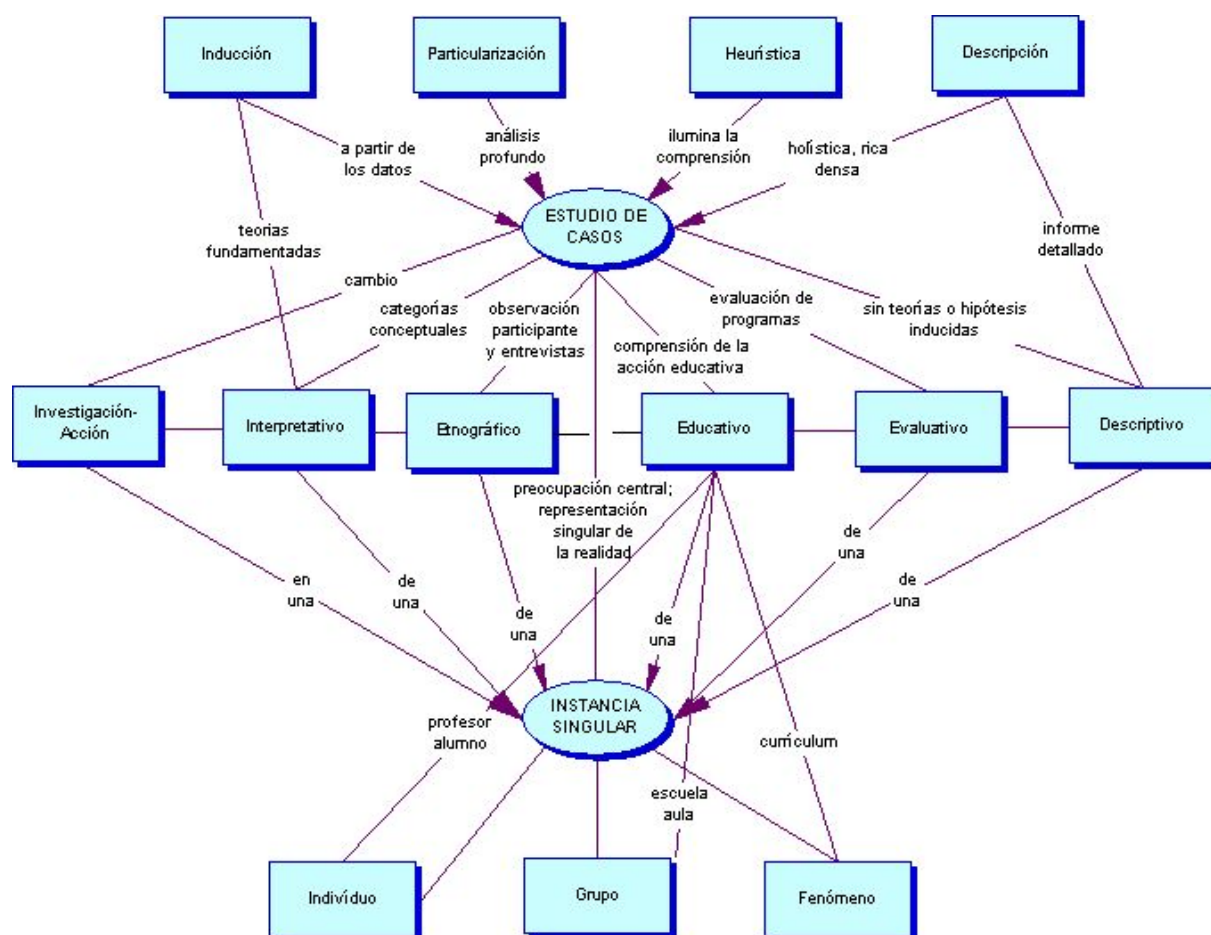 Inducción
Particularización
Heurística
Descripción
a partir de
los datos
análisis
profundo
ilumina la
comprensión
holística, rica
densa
teorias
fundamentadas
ESTUDIO DE
CASOS
informe
detallado
cambio
categorías
conceptuales
observación
participante
y entrevistas
comprensión de la
acción educativa
evaluación de
programas
sin teorías o hipótesis
inducidas
Investigación-
Acción
Interpretativo
Etnográfico
Educativo
Evaluativo
Descriptivo
preocupación central;
representación
singular de
la realidad
en
una
de
una
de
una
de
una
de
una
de
una
INSTANCIA
SINGULAR
profesor
alumno
escuela
aula
currículum
Indivíduo
Grupo
Fenómeno